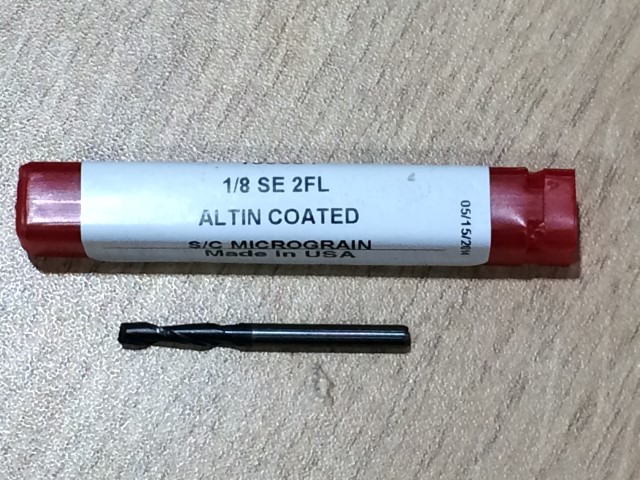 1/8 SE 2FL
ALTIN COATED
S/C MICROGRAIN
Made in USA